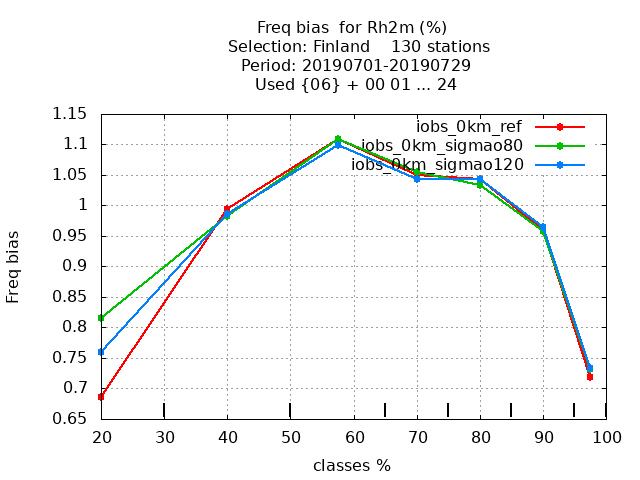 Freq bias  for Rh2m (%)
Selection: Finland    130 stations
Period: 20190701-20190729
Used {06} + 00 01 ... 24
iobs_0km_ref
iobs_0km_sigmao80
iobs_0km_sigmao120
Freq bias
1.15
1.1
1.05
1
0.95
0.9
0.85
0.8
0.75
0.7
0.65
20 30 40 50 60 70 80 90 100
classes %